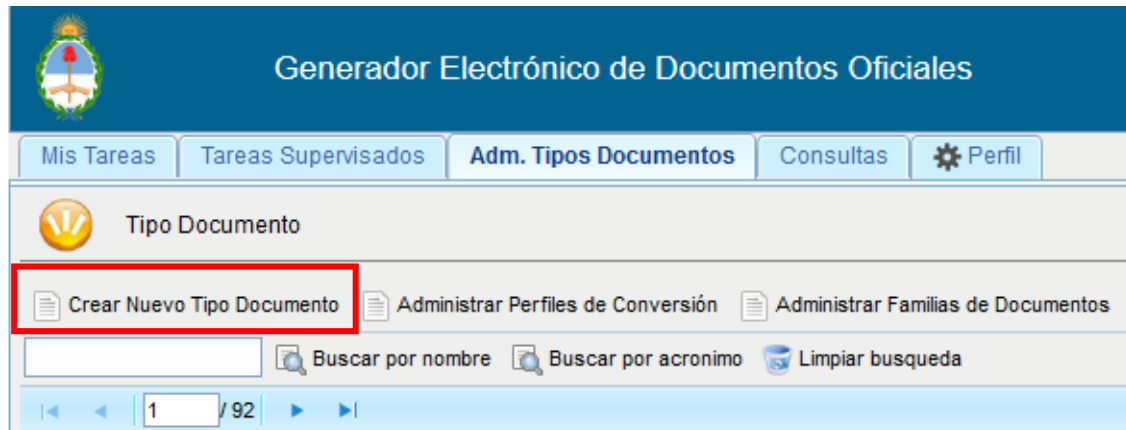 Generador Electrónico de Documentos Oficiales
Mis Tareas Tareas Supervisados Adm. Tipos Documentos Consultas Perfil
Tipo Documento
Crear Nuevo Tipo Documento Administrar Perfiles de Conversión Administrar Familias de Documentos
Buscar por nombre Buscar por acronimo Limpiar busqueda
1 / 92